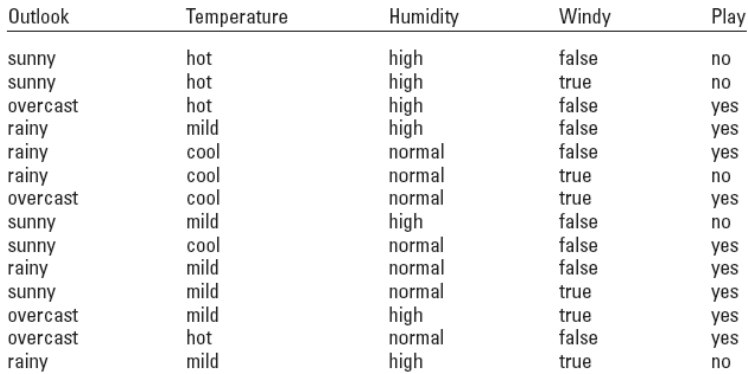 Outlook Temperature Humidity Windy Play
sunny hot high false no
sunny hot high true no
overcast hot high false yes
rainy mild high false yes
rainy cool normal false yes
rainy cool normal true no
overcast cool normal true yes
sunny mild high false no
sunny cool normal false yes
rainy mild normal false yes
sunny mild normal true yes
overcast mild high true yes
overcast hot normal false yes
rainy mild high true no